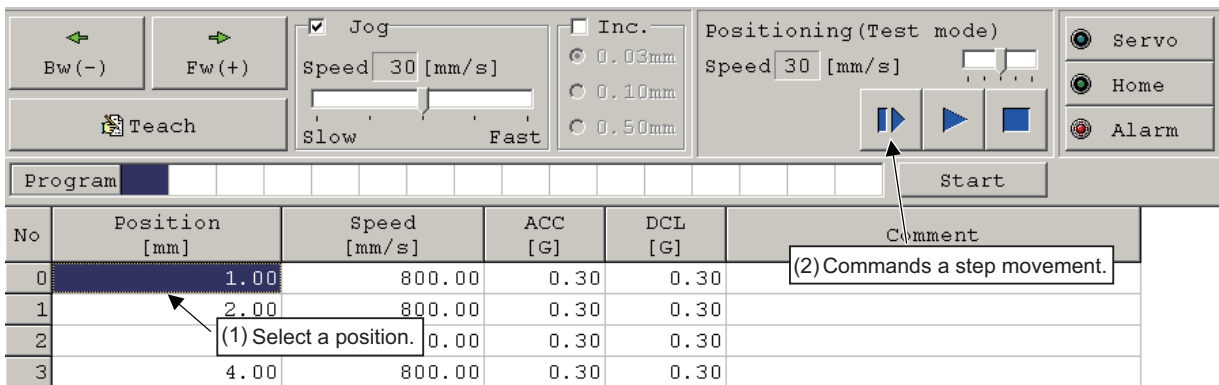 Bw(-)
Fw(+)
Teach
Jog
Speed 30 [mm/s]
Slow Fast
Inc.
0.03mm
0.10mm
0.50mm
Positioning(Test mode)
Speed 30 [mm/s]
Servo
Home
Alarm
Program
Start
No Position [mm] Speed [mm/s] ACC [G] DCL [G] Comment
(2) Commands a step movement.
0 1.00 800.00 0.30 0.30
1 2.00 800.00 0.30 0.30
(1) Select a position.
2 0.00 0.30 0.30
3 4.00 800.00 0.30 0.30